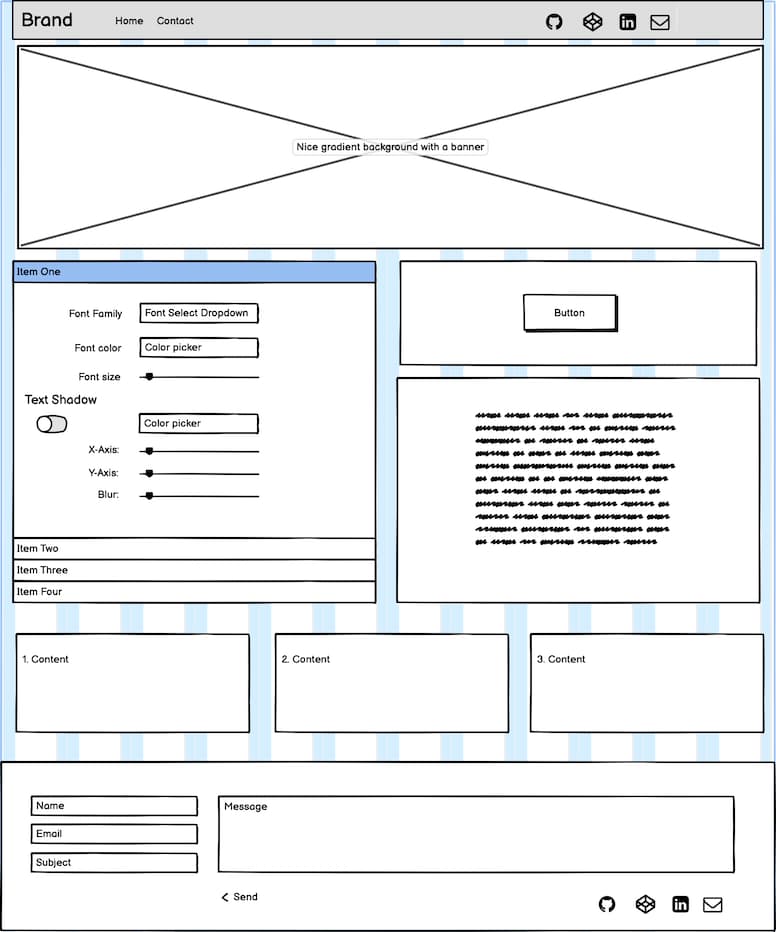 Brand Home Contact
Nice gradient background with a banner
Item One
Font Family Font Select Dropdown
Font color Color picker
Font size
Text Shadow
Color picker
X-Axis:
Y-Axis:
Blur:
Item Two
Item Three
Item Four
Button
1. Content
2. Content
3. Content
Name
Email
Subject
Message
Send